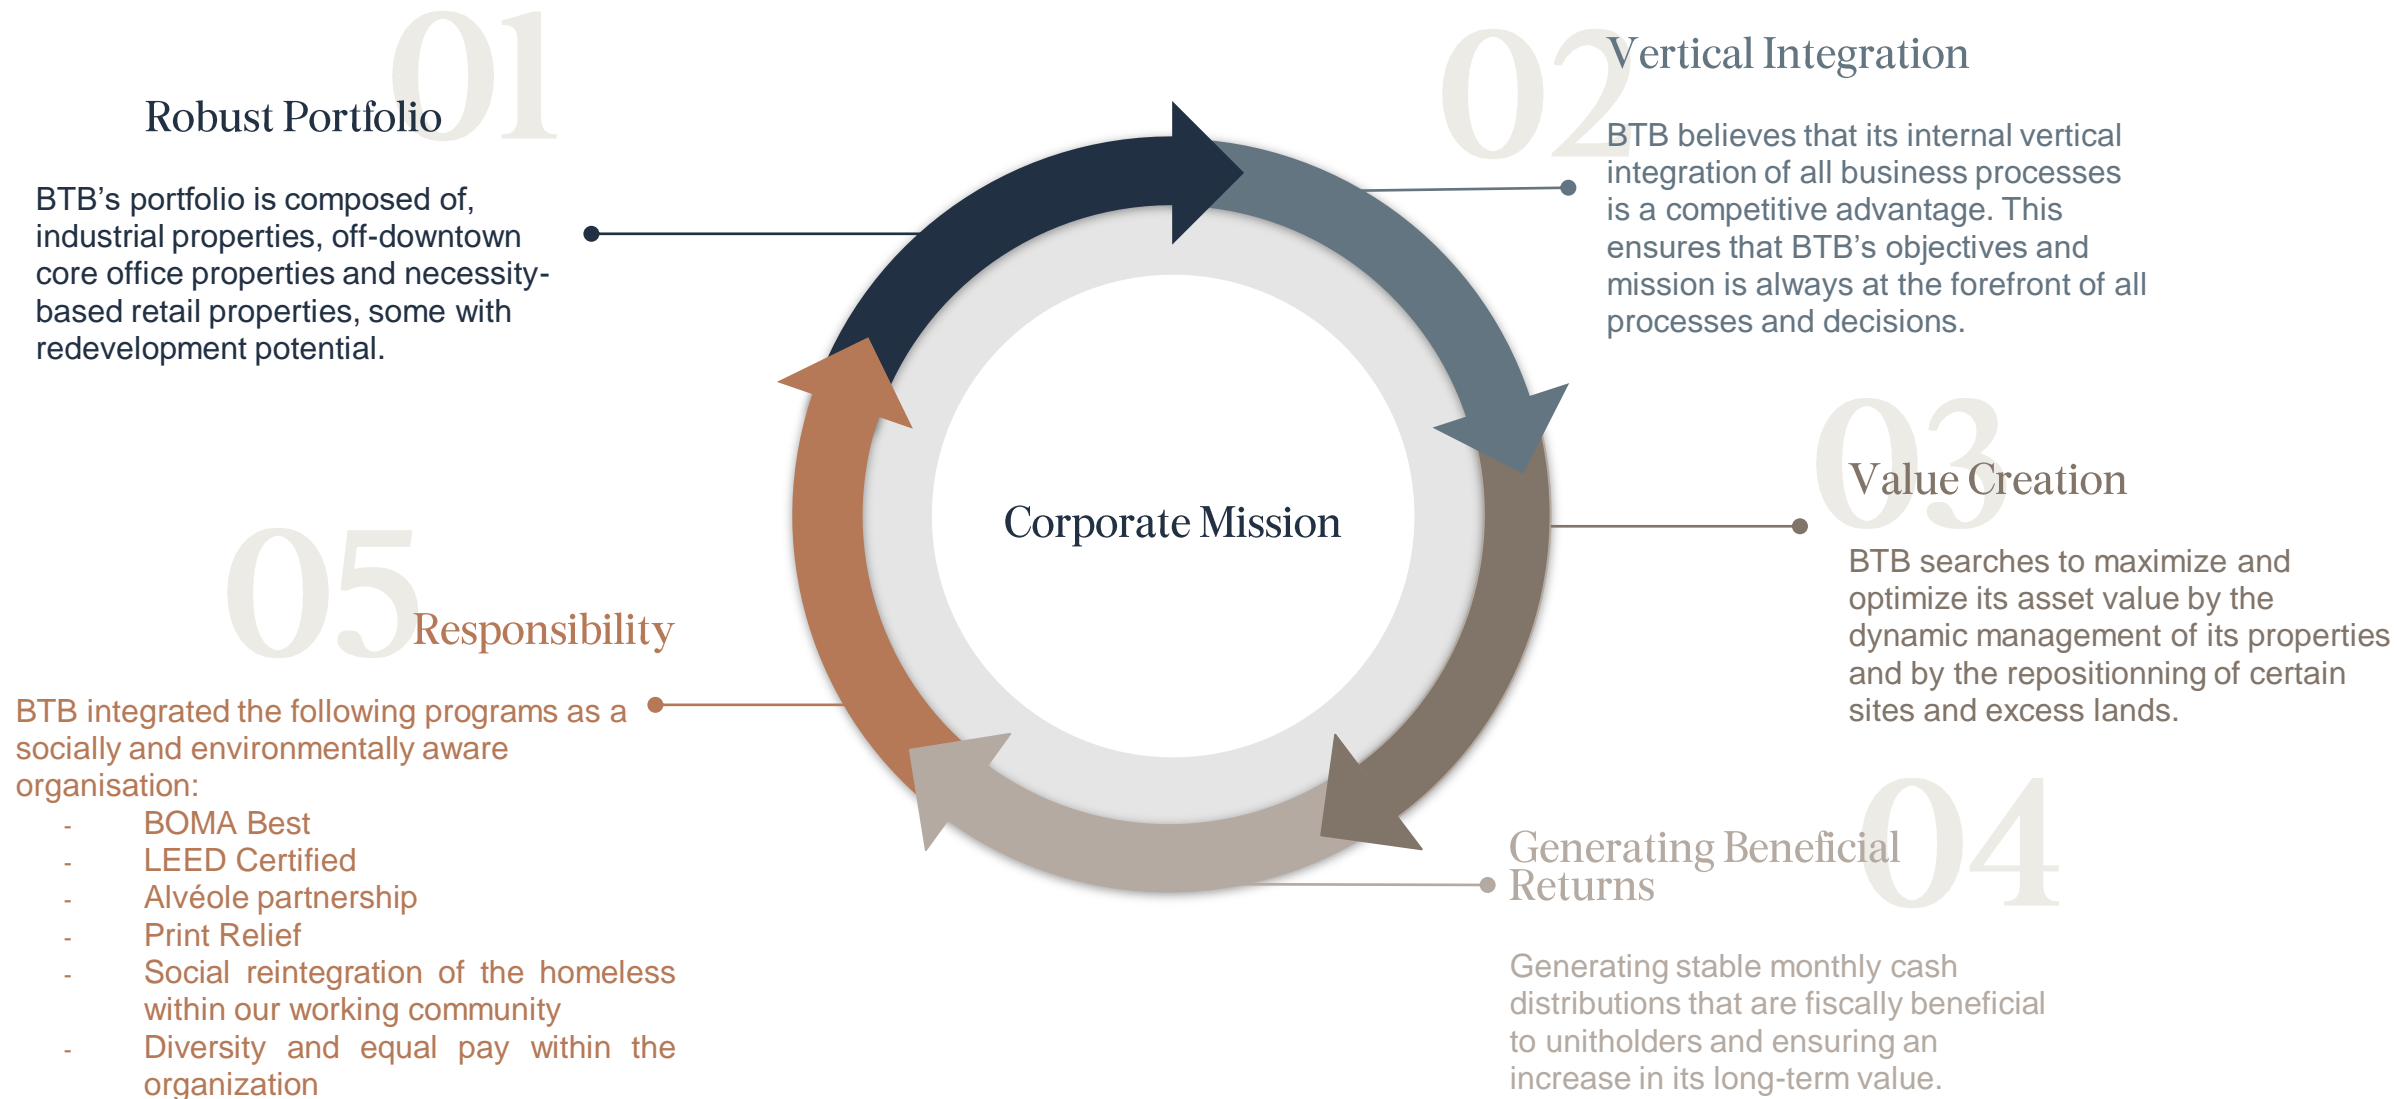 01
Robust Portfolio
BTB’s portfolio is composed of,
industrial properties, off-downtown
core office properties and necessity-
based retail properties, some with
redevelopment potential.
02
Vertical Integration
BTB believes that its internal vertical
integration of all business processes
is a competitive advantage. This
ensures that BTB’s objectives and
mission is always at the forefront of all
processes and decisions.
03
Value Creation
BTB searches to maximize and
optimize its asset value by the
dynamic management of its properties
and by the repositionning of certain
sites and excess lands.
04
Generating Beneficial
Returns
Generating stable monthly cash
distributions that are fiscally beneficial
to unitholders and ensuring an
increase in its long-term value.
05
Responsibility
BTB integrated the following programs as a
socially and environmentally aware
organisation:
- BOMA Best
- LEED Certified
- Alvéole partnership
- Print Relief
- Social reintegration of the homeless
within our working community
- Diversity and equal pay within the
organization
Corporate Mission